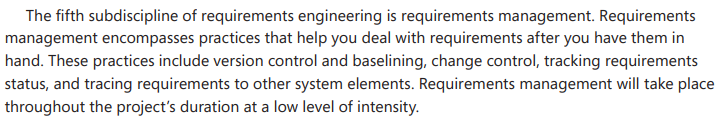 The fifth subdiscipline of requirements engineering is requirements management. Requirements
management encompasses practices that help you deal with requirements after you have them in
hand. These practices include version control and baselining, change control, tracking requirements
status, and tracing requirements to other system elements. Requirements management will take place
throughout the project’s duration at a low level of intensity.